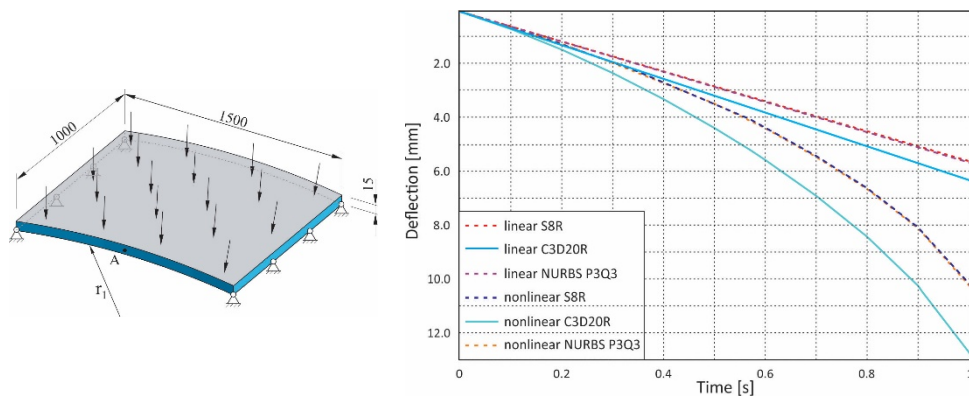 1000
1500
15
A
r₁
2.0
4.0
6.0
8.0
10.0
12.0
Deflection [mm]
linear S8R
linear C3D20R
linear NURBS P3Q3
nonlinear S8R
nonlinear C3D20R
nonlinear NURBS P3Q3
0
0.2
0.4
0.6
0.8
1
Time [s]